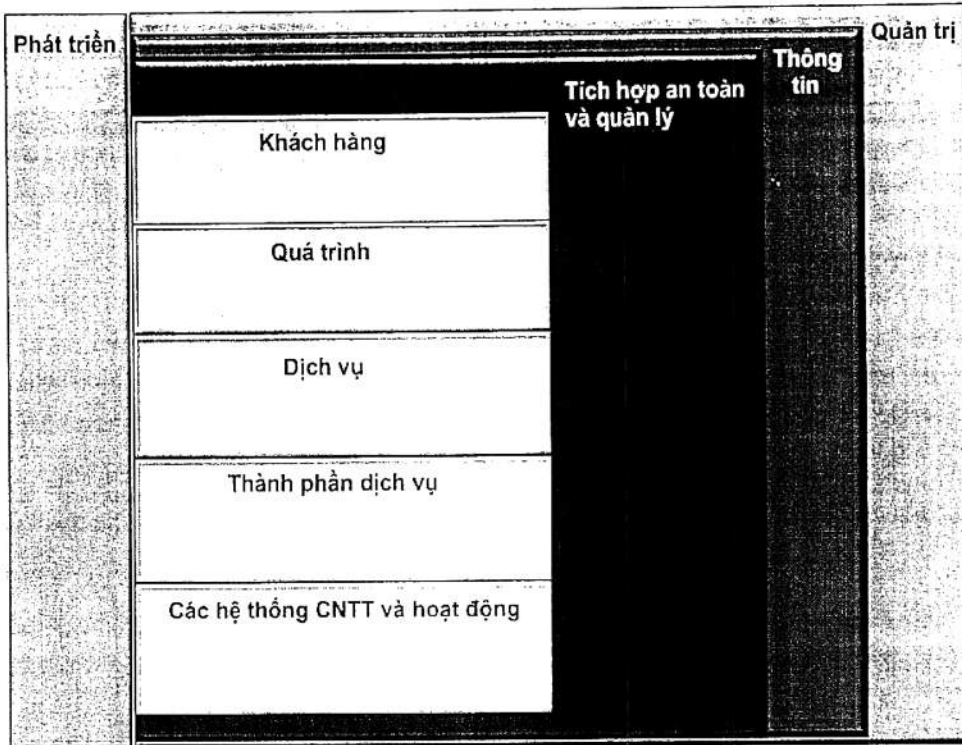 Phát triển
Quản trị
Thông
tin
Tích hợp an toàn
và quản lý
Khách hàng
Quá trình
Dịch vụ
Thành phần dịch vụ
Các hệ thống CNTT và hoạt động